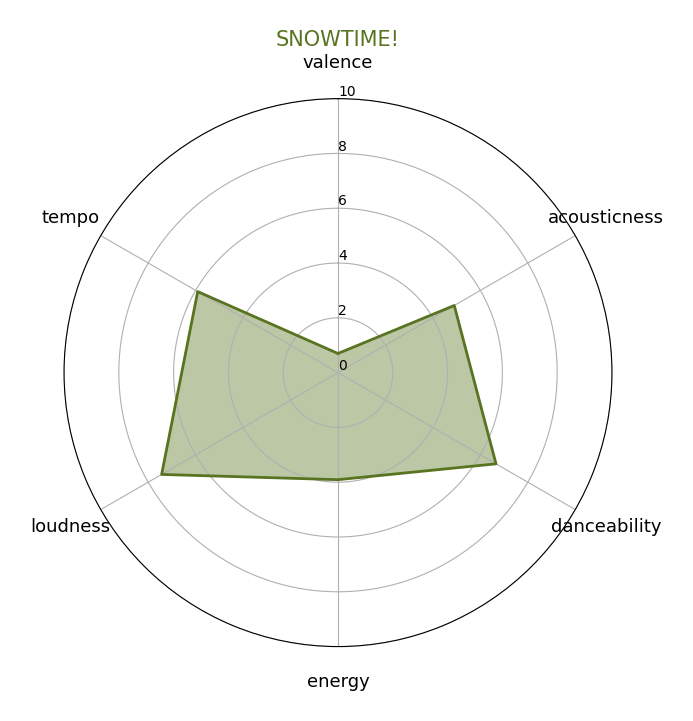 SNOWTIME!
valence
10
8
6
4
2
0
tempo
acousticness
loudness
danceability
energy